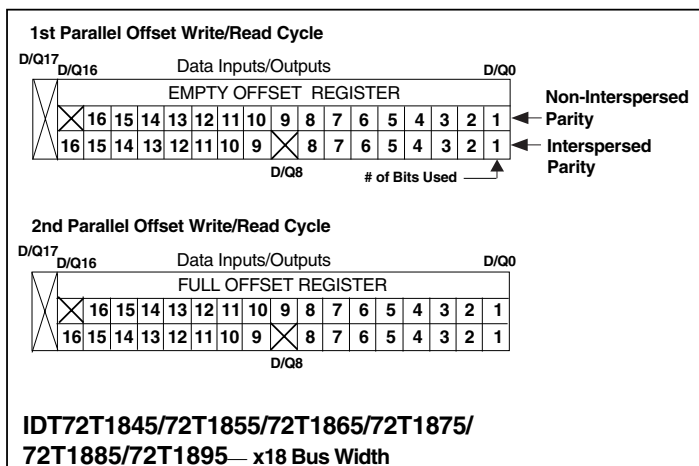 1st Parallel Offset Write/Read Cycle
D/Q17 D/Q16 Data Inputs/Outputs D/Q0
EMPTY OFFSET REGISTER
16 15 14 13 12 11 10 9 8 7 6 5 4 3 2 1 Non-Interspersed Parity
16 15 14 13 12 11 10 9 8 7 6 5 4 3 2 1 Interspersed Parity
D/Q8 # of Bits Used
2nd Parallel Offset Write/Read Cycle
D/Q17 D/Q16 Data Inputs/Outputs D/Q0
FULL OFFSET REGISTER
16 15 14 13 12 11 10 9 8 7 6 5 4 3 2 1
16 15 14 13 12 11 10 9 8 7 6 5 4 3 2 1
D/Q8
IDT72T1845/72T1855/72T1865/72T1875/
72T1885/72T1895— x18 Bus Width